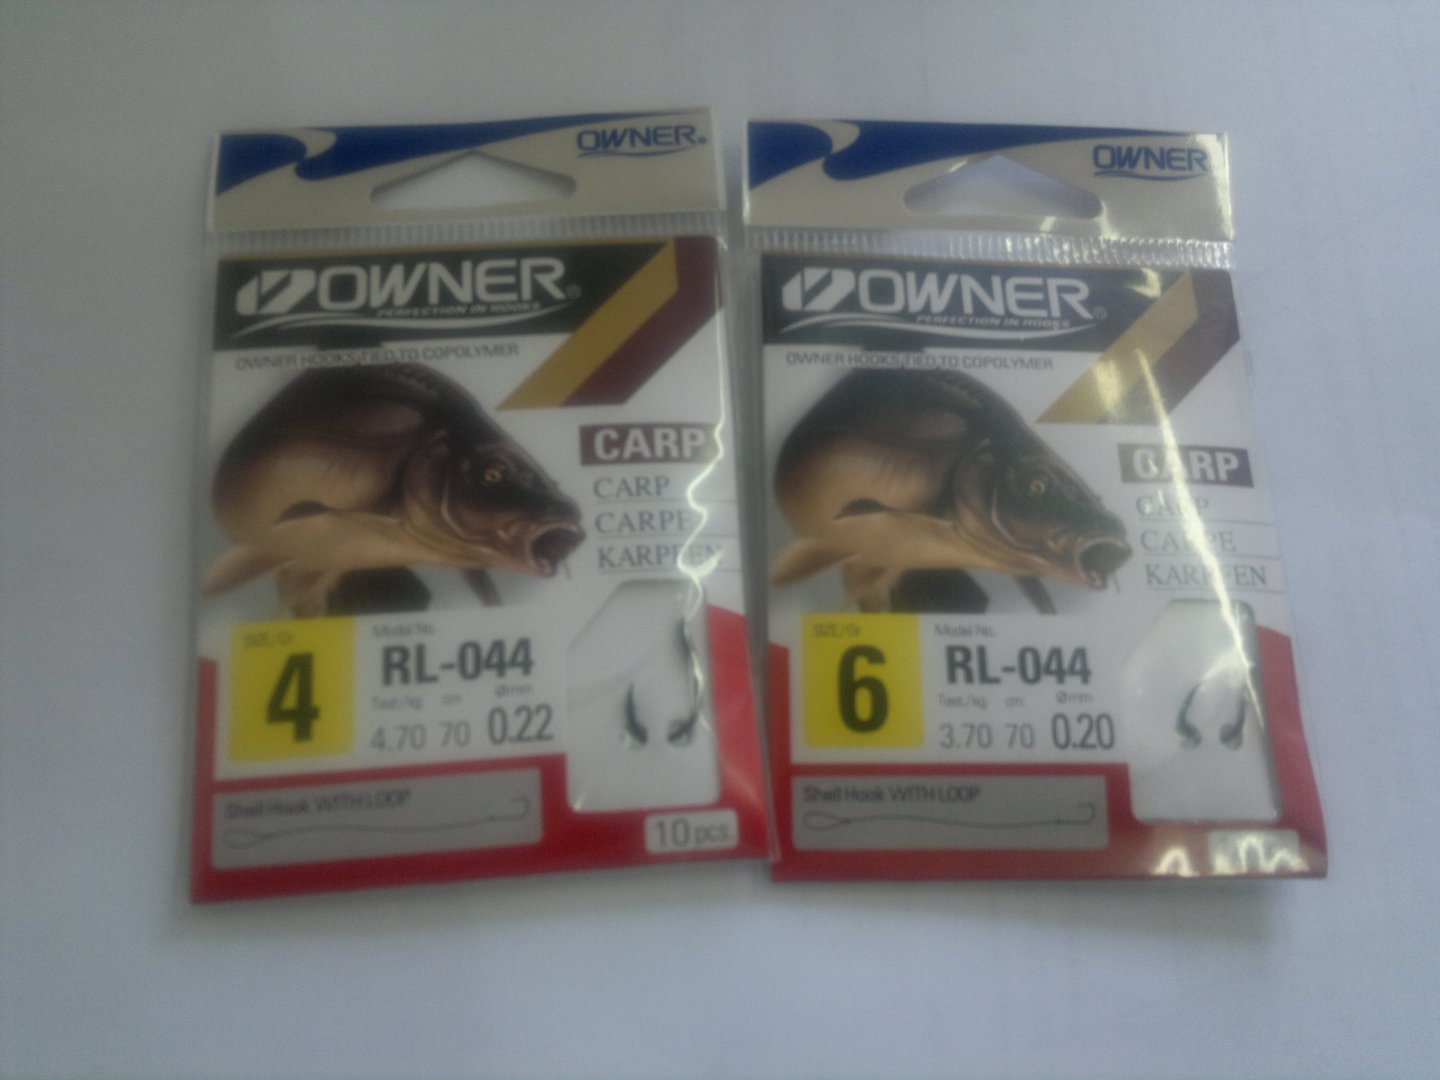 OWNER
OWNER
PERFECTION IN HOOKS
OWNER HOOKS TIED TO COPOLYMER
CARP
CARP
CARPE
KARPFEN
SIZE/Gr.
4
Model No.
RL-044
Test/kg cm Ømm
4.70 70 0.22
Shell Hook WITH LOOP
10 pcs.
OWNER
OWNER
PERFECTION IN HOOKS
OWNER HOOKS TIED TO COPOLYMER
CARP
CARP
CARPE
KARPFEN
SIZE/Gr.
6
Model No.
RL-044
Test/kg cm Ømm
3.70 70 0.20
Shell Hook WITH LOOP